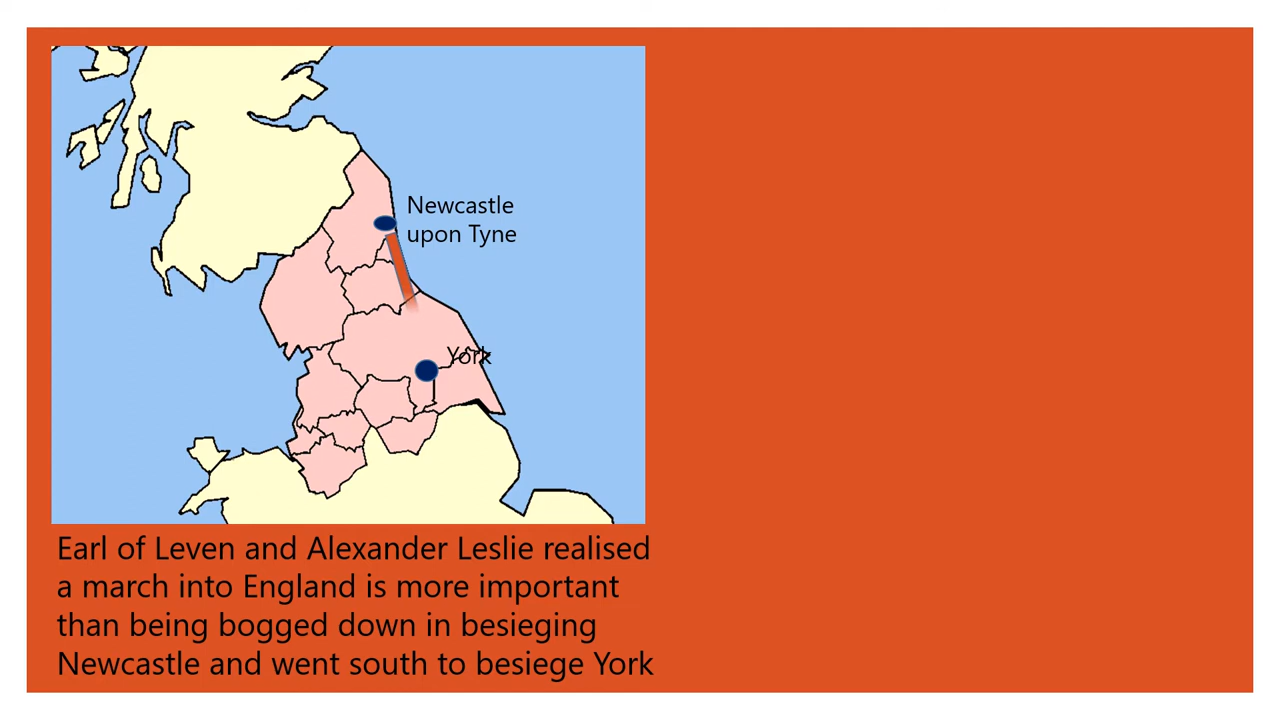 Newcastle
upon Tyne
York
Earl of Leven and Alexander Leslie realised
a march into England is more important
than being bogged down in besieging
Newcastle and went south to besiege York